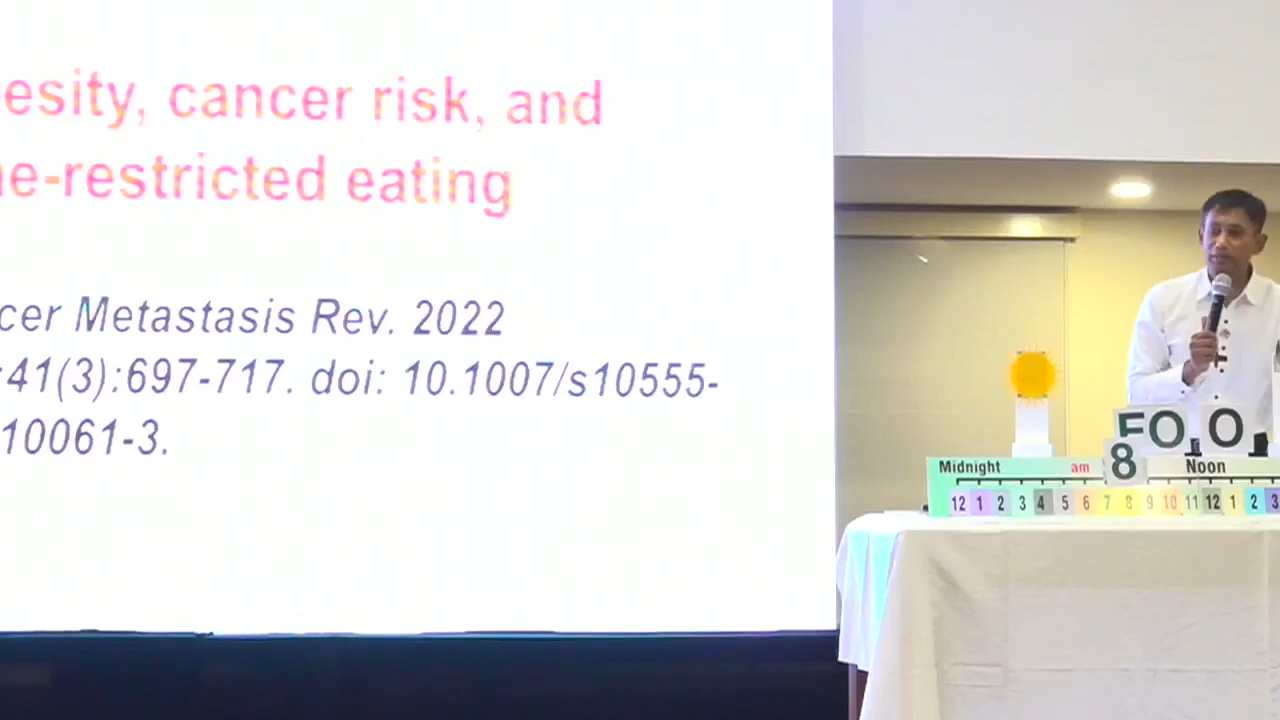 esity, cancer risk, and
e-restricted eating
cer Metastasis Rev. 2022
:41(3):697-717. doi: 10.1007/s10555-
10061-3.
FO O
8
Midnight am Noon
12 1 2 3 4 5 6 7 8 9 10 11 12 1 2 3